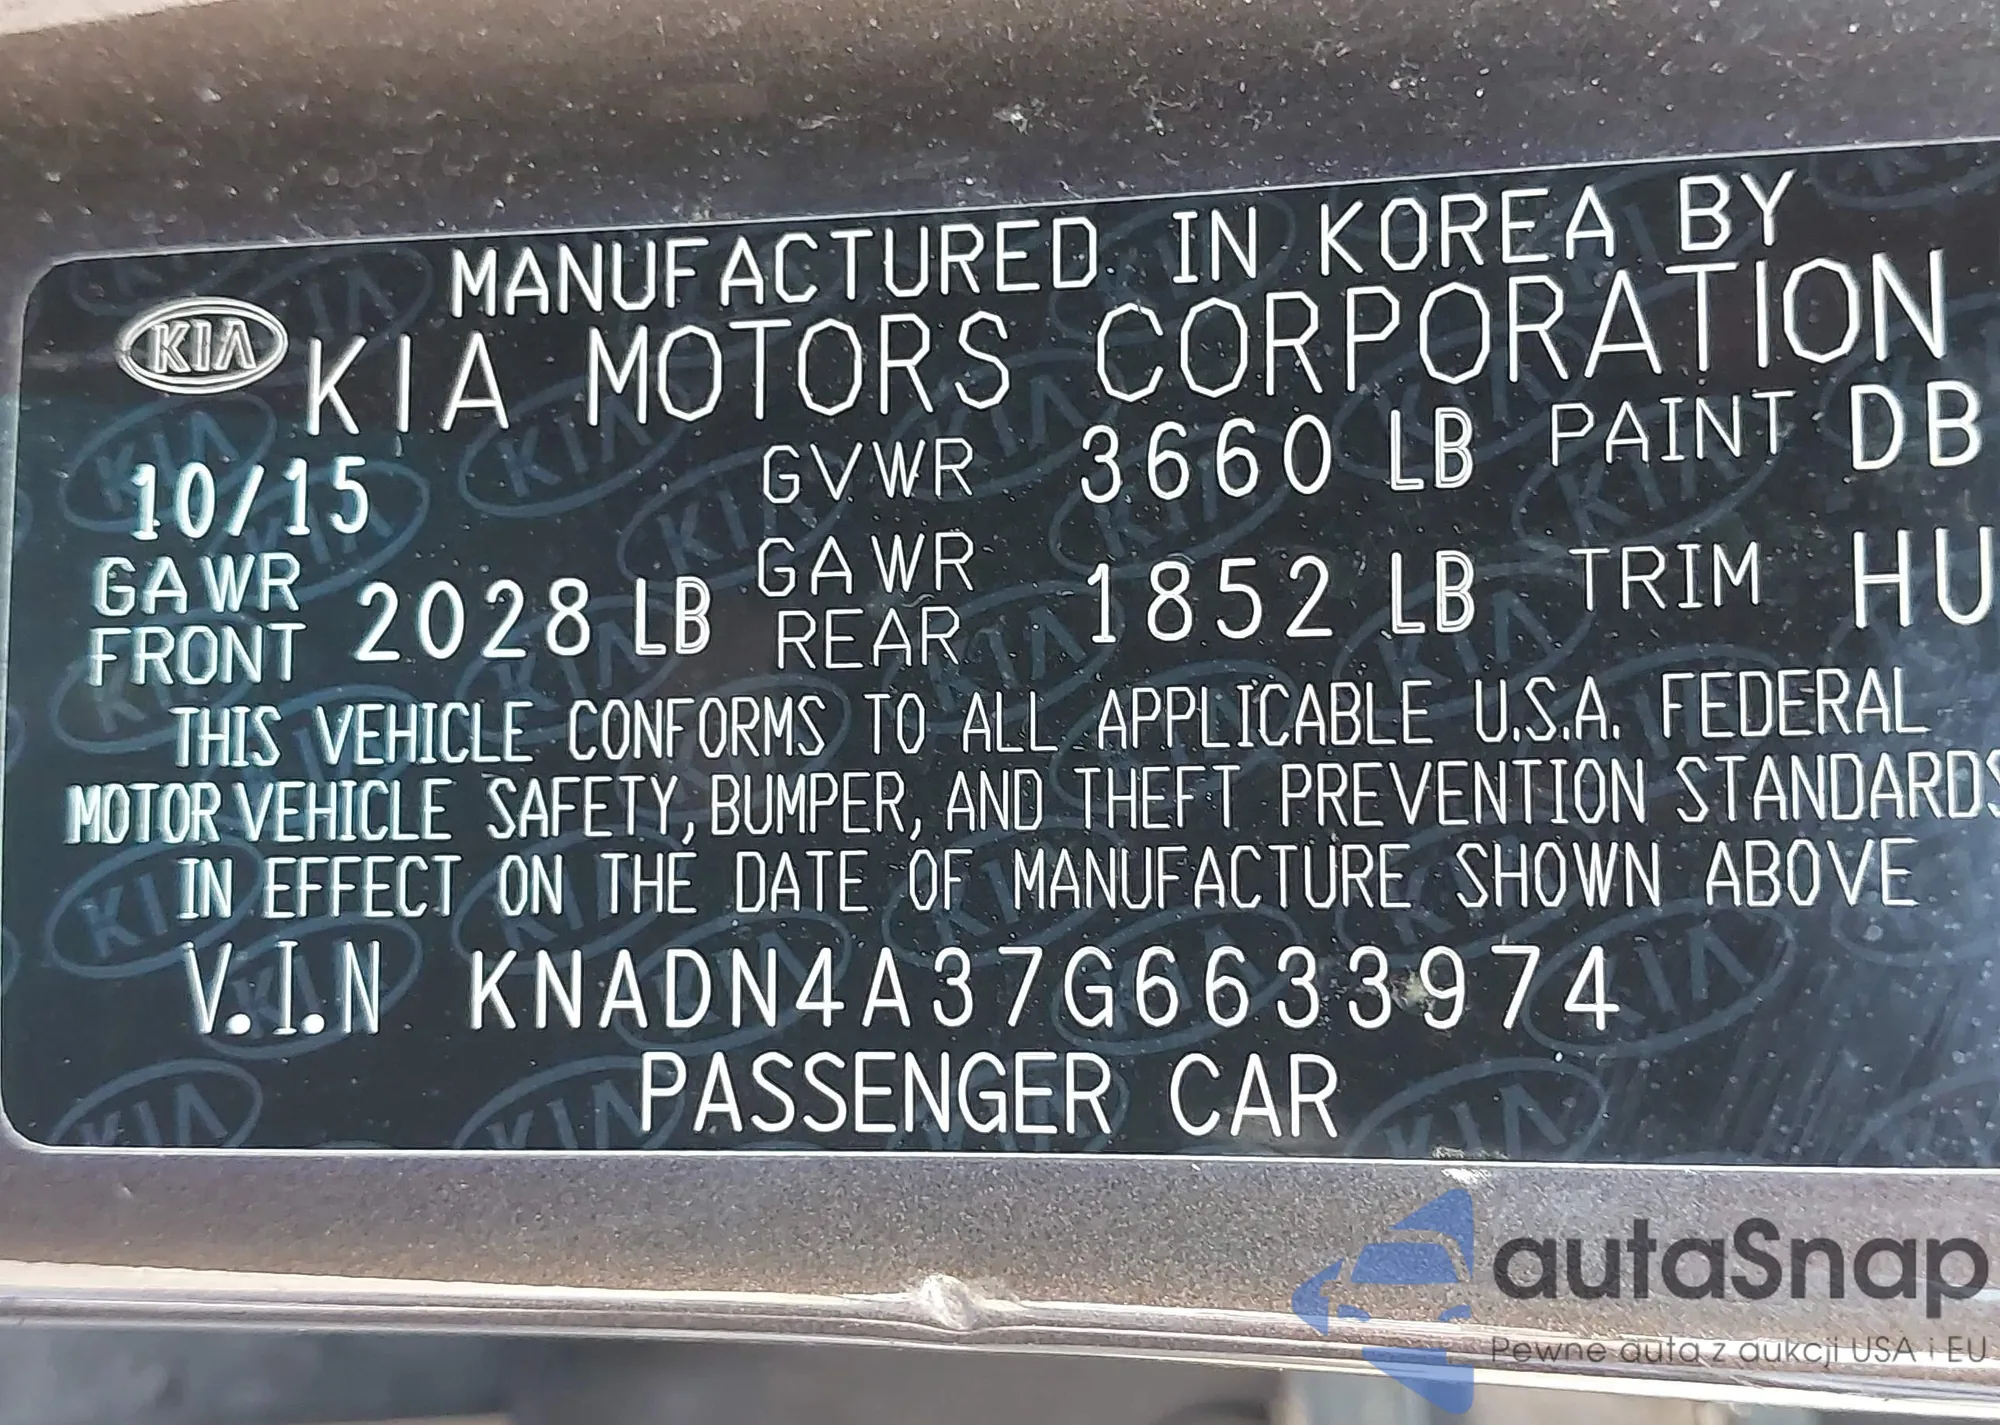 MANUFACTURED IN KOREA BY
KIA KIA MOTORS CORPORATION
10/15 GVWR 3660 LB PAINT DB
GAWR FRONT 2028 LB GAWR REAR 1852 LB TRIM HU
THIS VEHICLE CONFORMS TO ALL APPLICABLE U.S.A. FEDERAL
MOTOR VEHICLE SAFETY, BUMPER, AND THEFT PREVENTION STANDARDS
IN EFFECT ON THE DATE OF MANUFACTURE SHOWN ABOVE
V.I.N KNADN4A37G6633974
PASSENGER CAR
autaSnap
Pewne auta z aukcji USA i EU